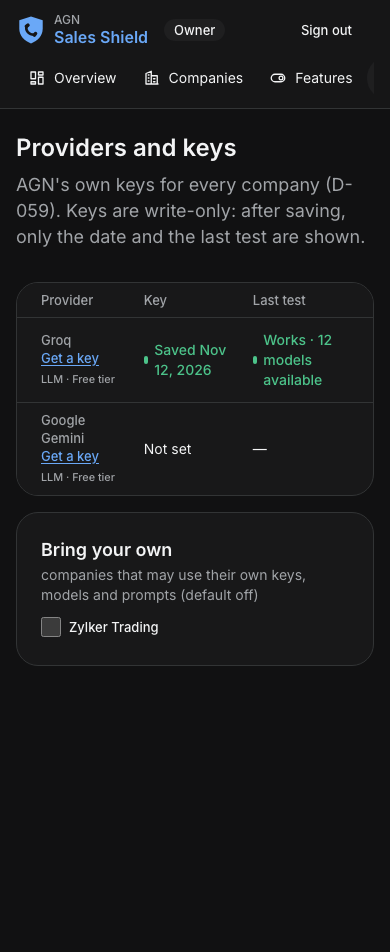 AGN
Sales Shield
Owner
Sign out
Overview
Companies
Features
Providers and keys
AGN's own keys for every company (D-
059). Keys are write-only: after saving,
only the date and the last test are shown.
Provider Key Last test
Groq
Get a key
LLM · Free tier
Saved Nov
12, 2026
Works · 12
models
available
Google
Gemini
Get a key
LLM · Free tier
Not set
—
Bring your own
companies that may use their own keys,
models and prompts (default off)
Zylker Trading